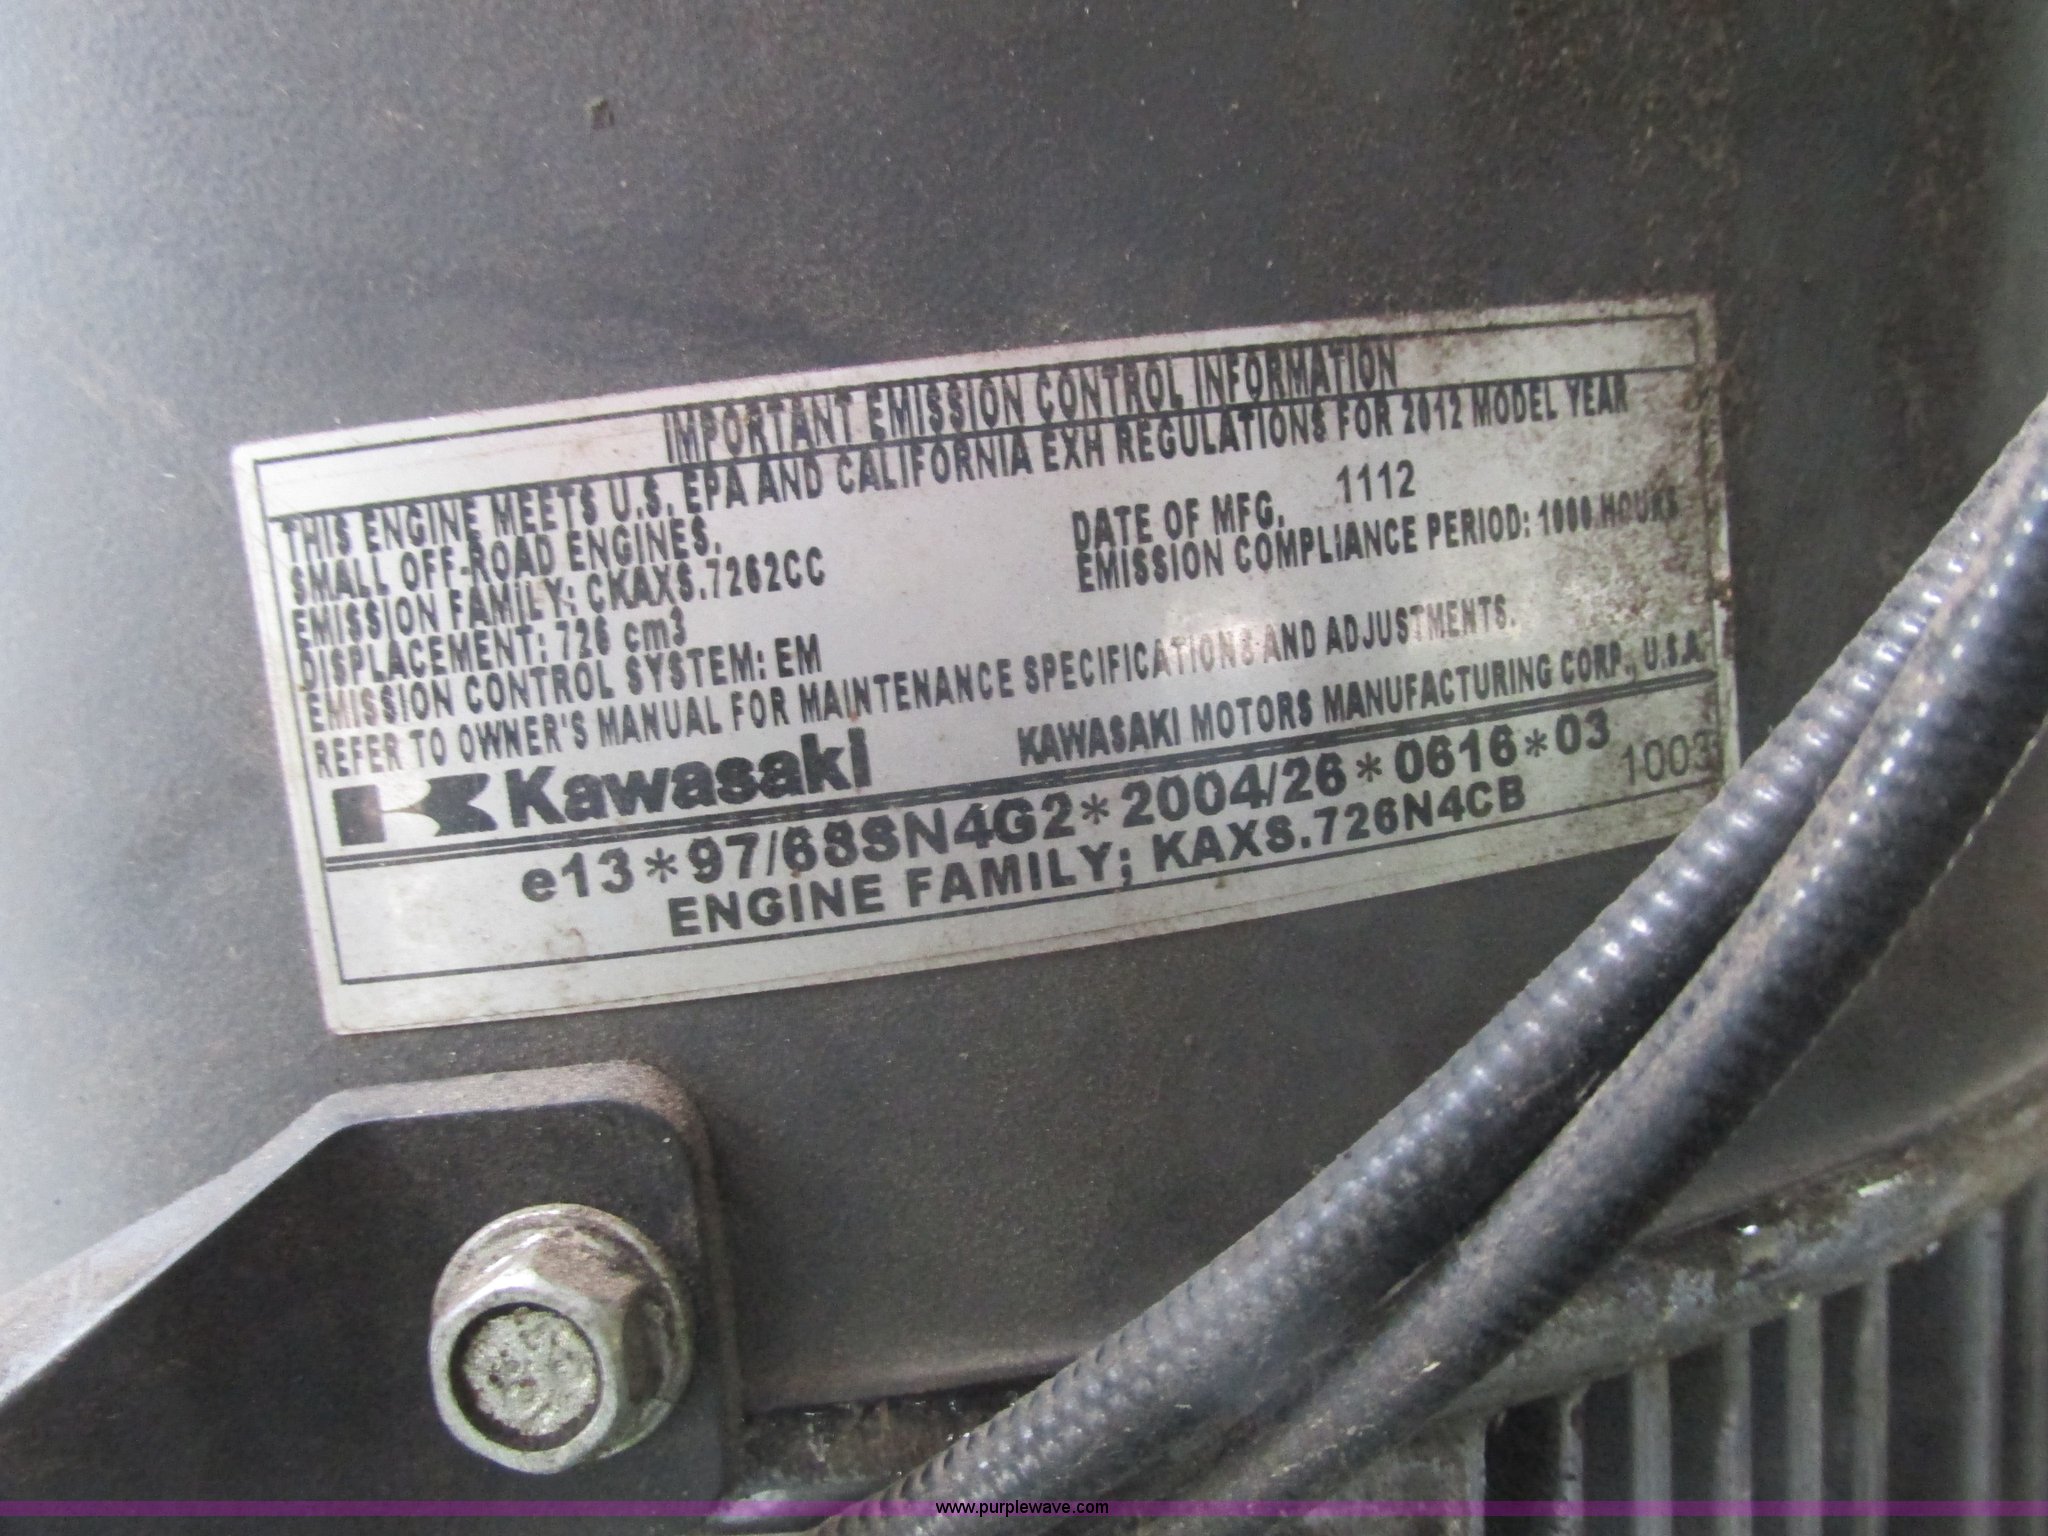 IMPORTANT EMISSION CONTROL INFORMATION
THIS ENGINE MEETS U.S. EPA AND CALIFORNIA EXH REGULATIONS FOR 2012 MODEL YEAR
SMALL OFF-ROAD ENGINES.
DATE OF MFG. 1112
EMISSION FAMILY: CKAXS.7262CC
EMISSION COMPLIANCE PERIOD: 1000 HOURS
DISPLACEMENT: 726 cm3
EMISSION CONTROL SYSTEM: EM
REFER TO OWNER'S MANUAL FOR MAINTENANCE SPECIFICATIONS AND ADJUSTMENTS.
Kawasaki KAWASAKI MOTORS MANUFACTURING CORP., U.S.A.
e13*97/68SN4G2*2004/26*0616*03
ENGINE FAMILY; KAXS.726N4CB 1003
www.purplewave.com